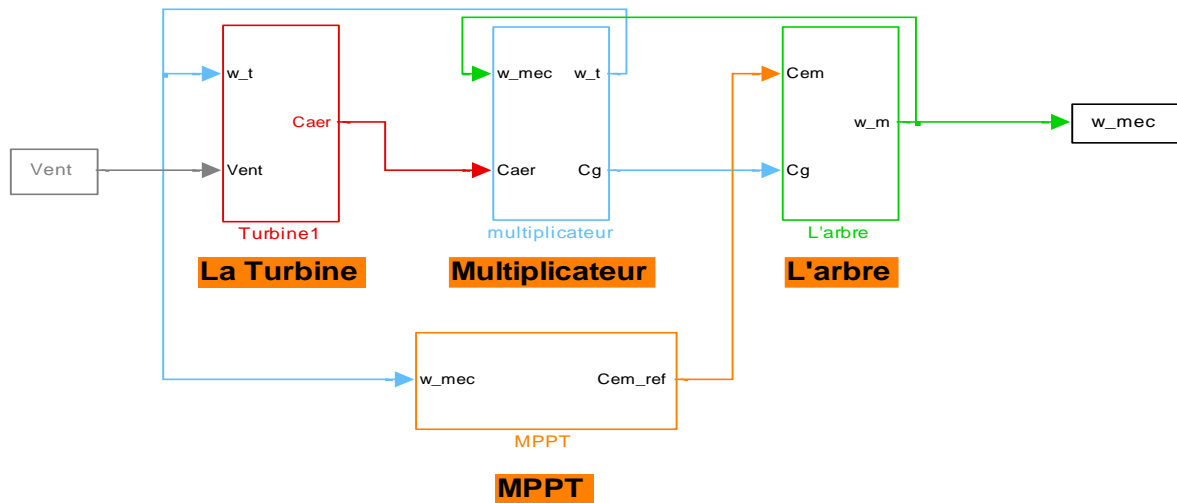 w_t
Vent
Caer
Turbine1
La Turbine
Vent
w_mec
w_t
Caer
Cg
multiplicateur
Multiplicateur
Cem
w_m
Cg
L'arbre
L'arbre
w_mec
w_mec
Cem_ref
MPPT
MPPT